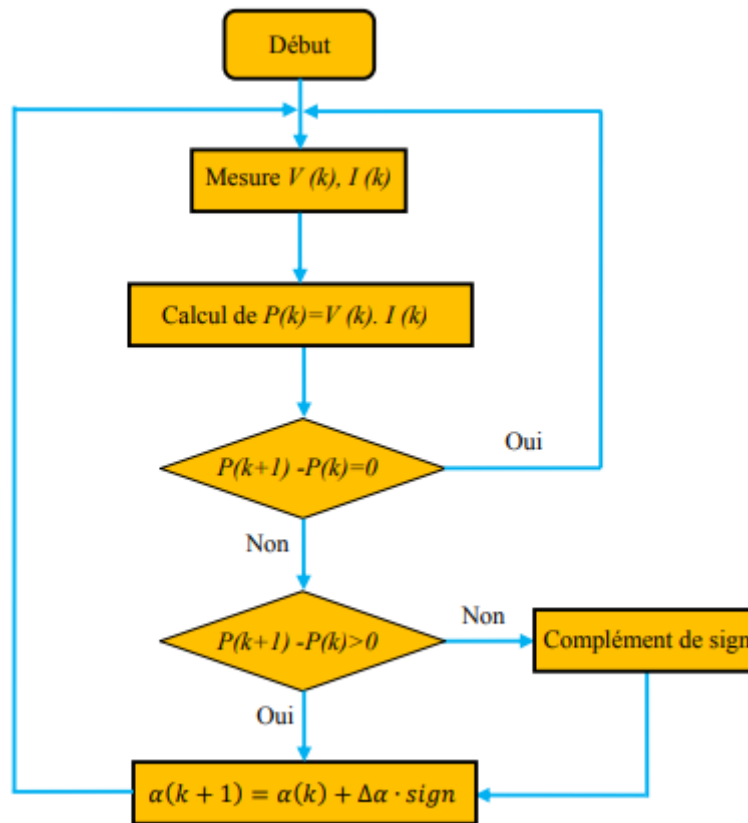 Début
Mesure V (k), I (k)
Calcul de P(k)=V (k). I (k)
P(k+1) -P(k)=0
Oui
Non
P(k+1) -P(k)>0
Non
Complément de sign
Oui
α(k + 1) = α(k) + Δα · sign